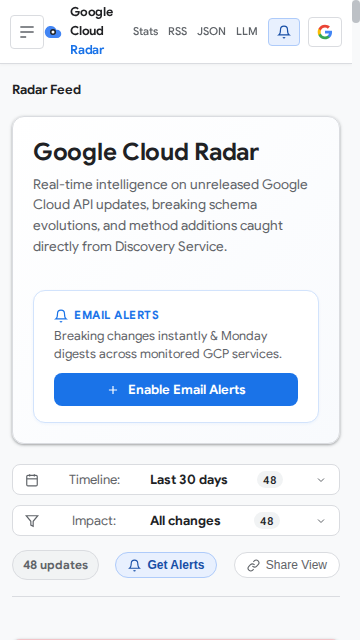 Google
Cloud
Radar
Stats RSS JSON LLM
Radar Feed
Google Cloud Radar
Real-time intelligence on unreleased Google
Cloud API updates, breaking schema
evolutions, and method additions caught
directly from Discovery Service.
EMAIL ALERTS
Breaking changes instantly & Monday
digests across monitored GCP services.
+ Enable Email Alerts
Timeline: Last 30 days 48
Impact: All changes 48
48 updates Get Alerts Share View